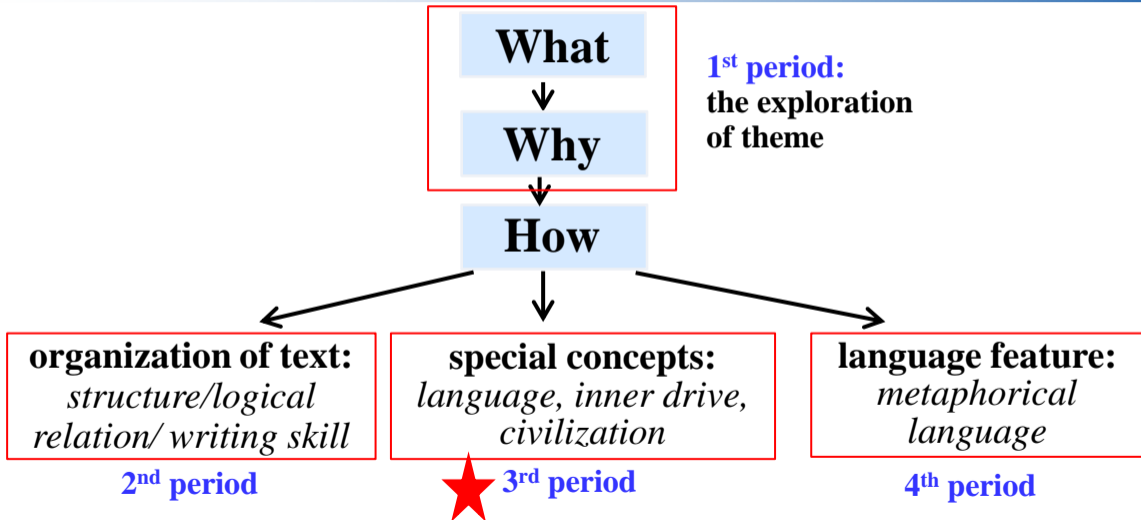 What
Why
1st period:
the exploration
of theme
How
organization of text:
structure/logical
relation/ writing skill
2nd period
special concepts:
language, inner drive,
civilization
3rd period
language feature:
metaphorical
language
4th period